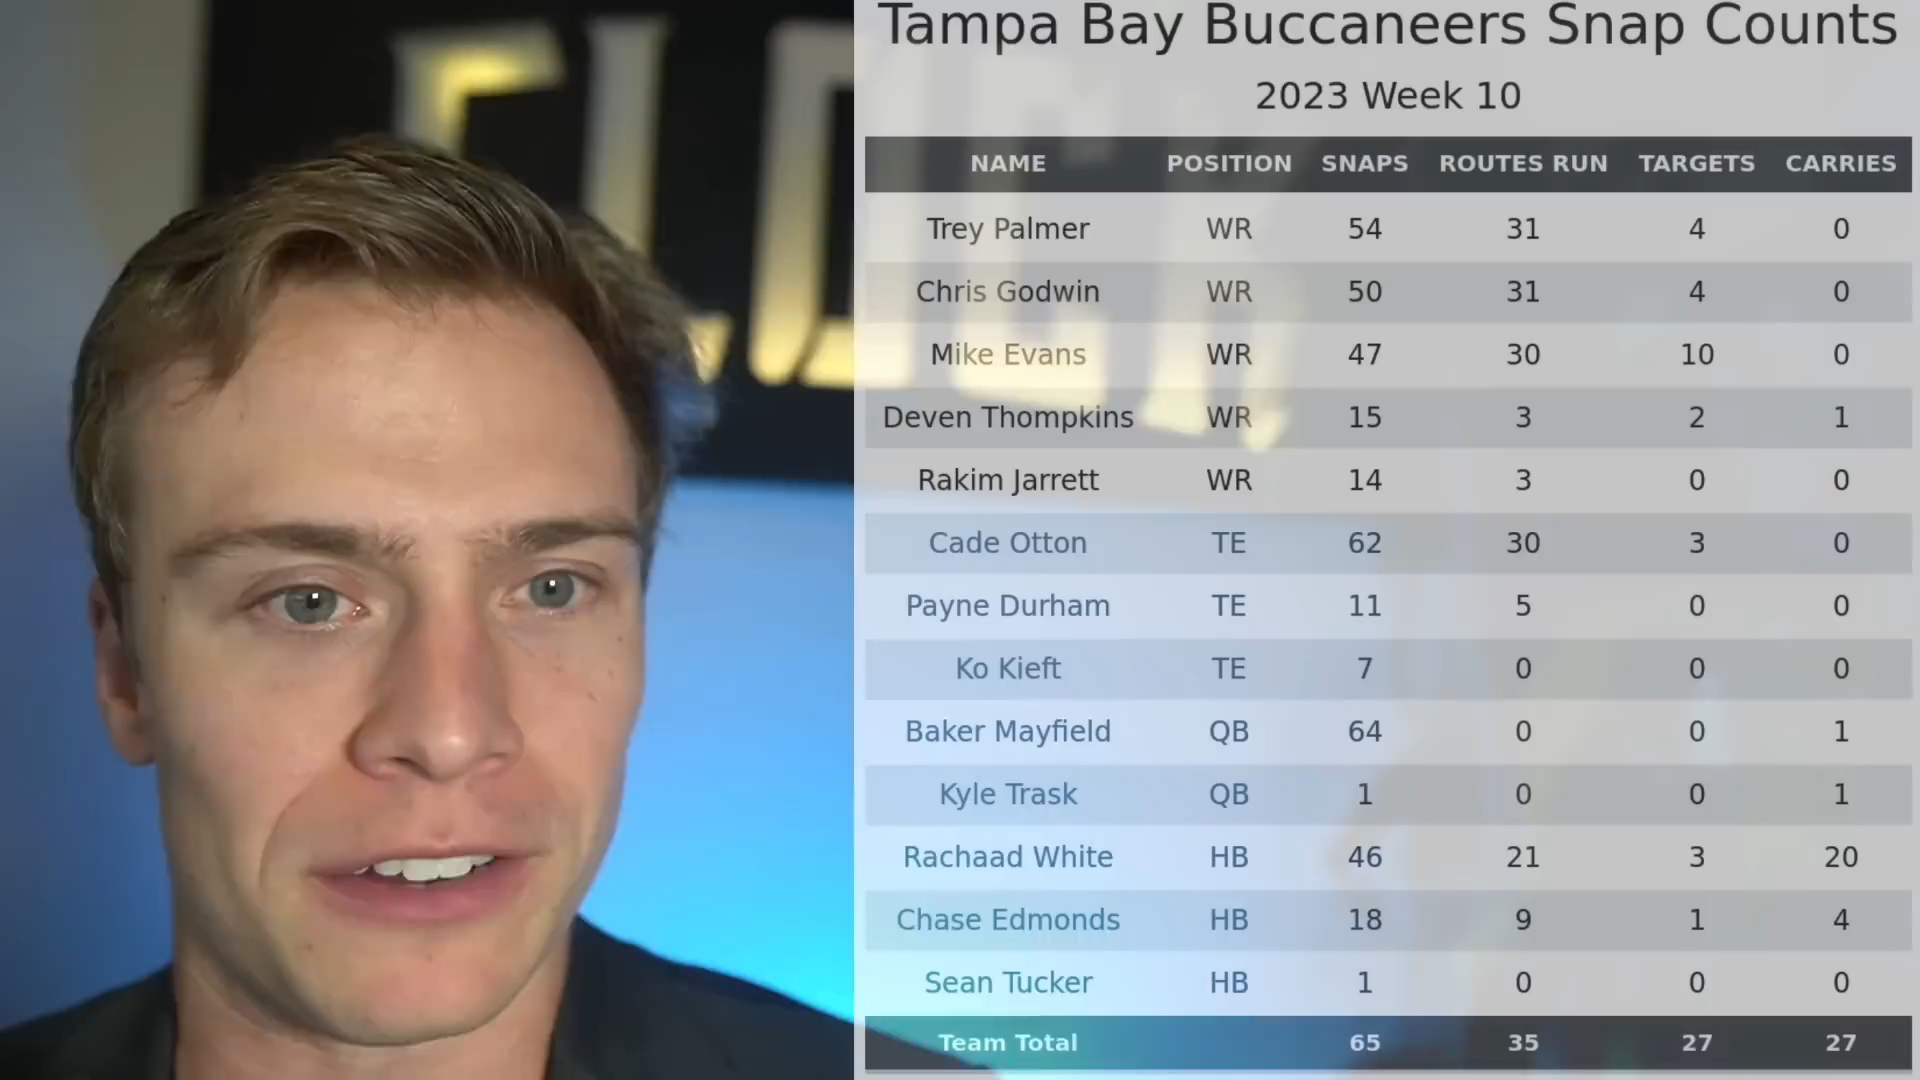 Tampa Bay Buccaneers Snap Counts
2023 Week 10
NAME POSITION SNAPS ROUTES RUN TARGETS CARRIES
Trey Palmer WR 54 31 4 0
Chris Godwin WR 50 31 4 0
Mike Evans WR 47 30 10 0
Deven Thompkins WR 15 3 2 1
Rakim Jarrett WR 14 3 0 0
Cade Otton TE 62 30 3 0
Payne Durham TE 11 5 0 0
Ko Kieft TE 7 0 0 0
Baker Mayfield QB 64 0 0 1
Kyle Trask QB 1 0 0 1
Rachaad White HB 46 21 3 20
Chase Edmonds HB 18 9 1 4
Sean Tucker HB 1 0 0 0
Team Total 65 35 27 27